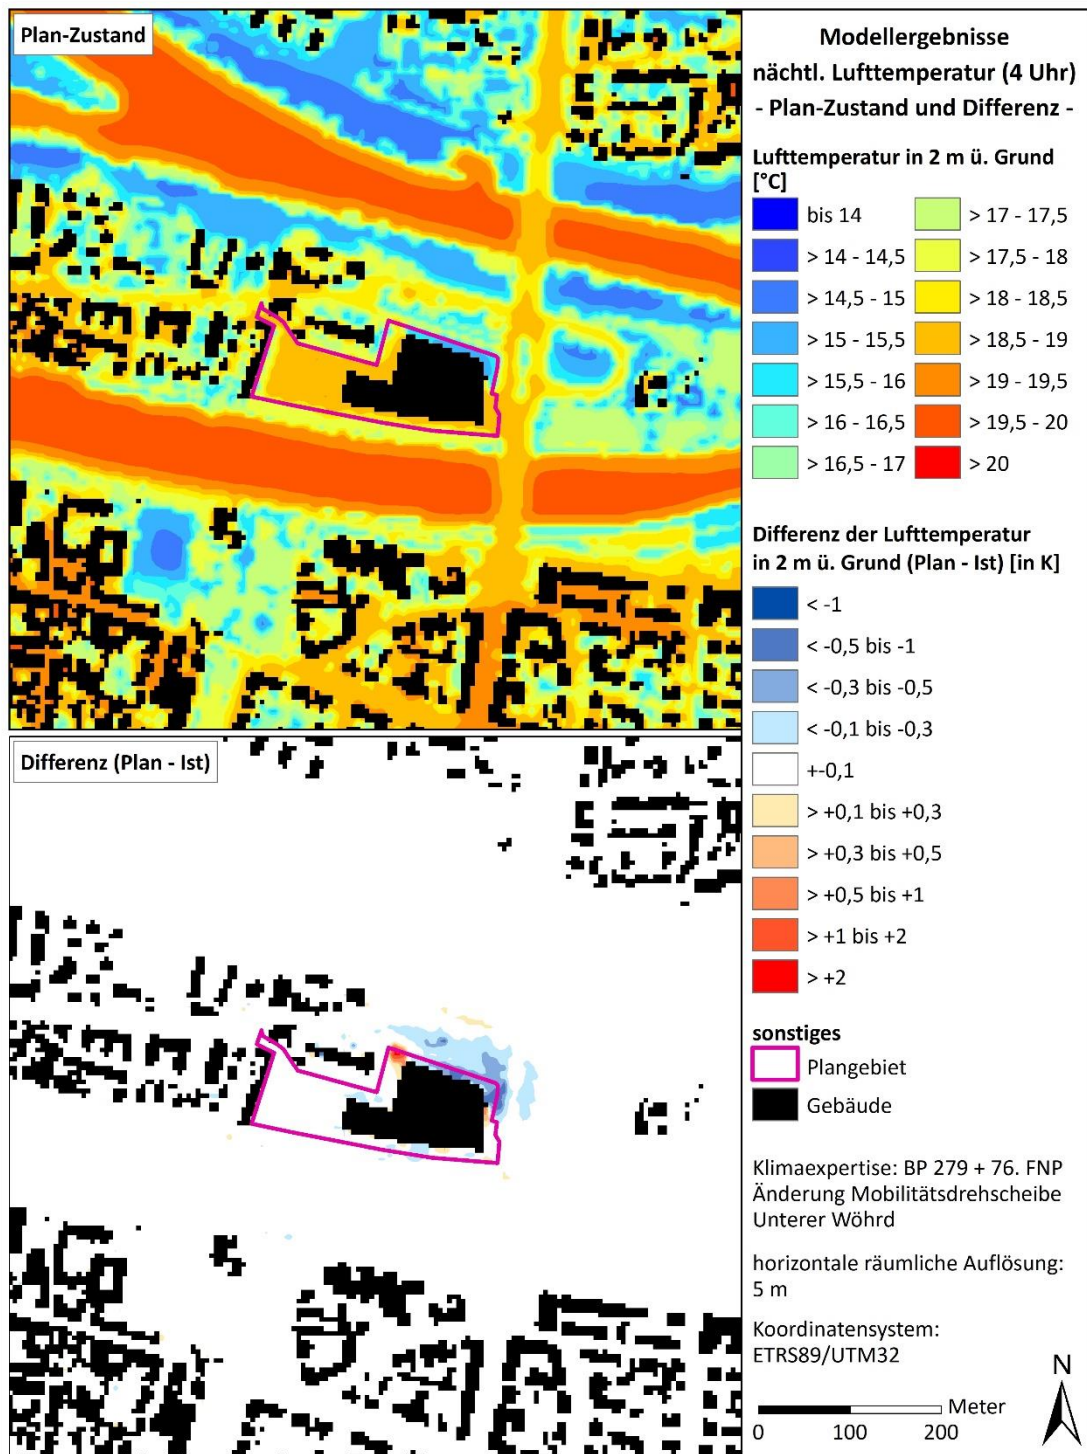 Plan-Zustand
Modellergebnisse
nächtl. Lufttemperatur (4 Uhr)
- Plan-Zustand und Differenz -
Lufttemperatur in 2 m ü. Grund
[°C]
bis 14
> 14 - 14,5
> 14,5 - 15
> 15 - 15,5
> 15,5 - 16
> 16 - 16,5
> 16,5 - 17
> 17 - 17,5
> 17,5 - 18
> 18 - 18,5
> 18,5 - 19
> 19 - 19,5
> 19,5 - 20
> 20
Differenz der Lufttemperatur
in 2 m ü. Grund (Plan - Ist) [in K]
< -1
< -0,5 bis -1
< -0,3 bis -0,5
< -0,1 bis -0,3
+-0,1
> +0,1 bis +0,3
> +0,3 bis +0,5
> +0,5 bis +1
> +1 bis +2
> +2
Differenz (Plan - Ist)
sonstiges
Plangebiet
Gebäude
Klimaexpertise: BP 279 + 76. FNP
Änderung Mobilitätsdrehscheibe
Unterer Wöhrd
horizontale räumliche Auflösung:
5 m
Koordinatensystem:
ETRS89/UTM32
N
Meter
0 100 200